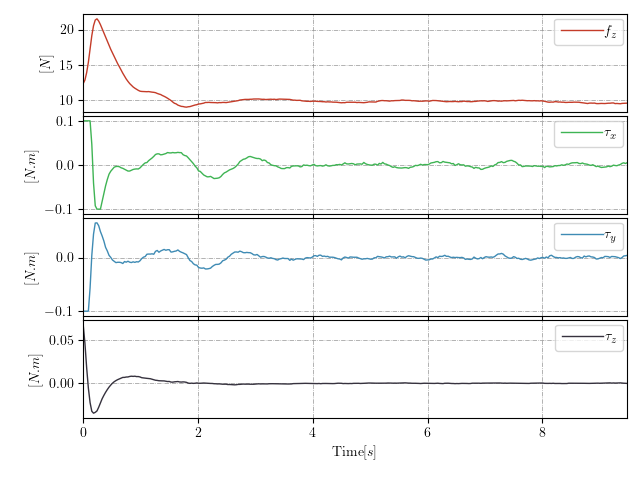 20
15
10
[N]
f_z
0.1
0.0
−0.1
[N.m]
τ_x
0.0
−0.1
[N.m]
τ_y
0.05
0.00
[N.m]
τ_z
0 2 4 6 8
Time[s]